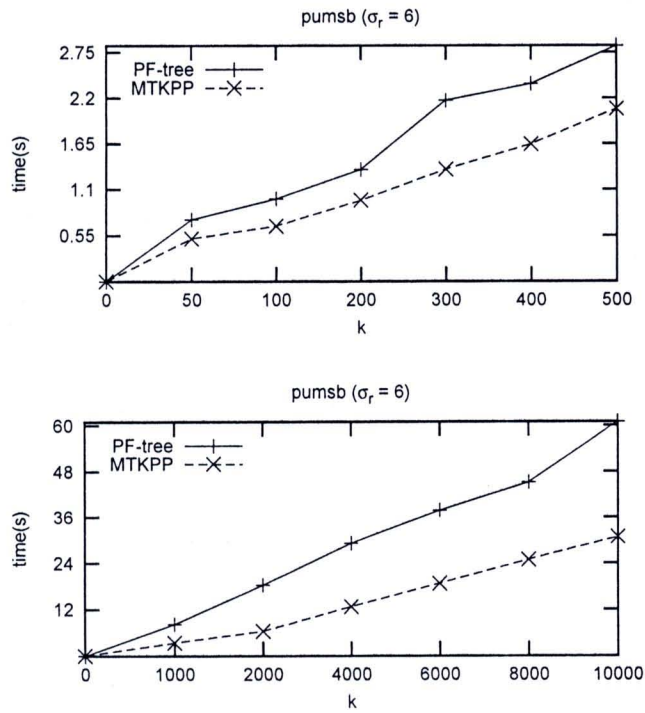 pumsb (σr = 6)
2.75
2.2
1.65
1.1
0.55
time(s)
PF-tree
MTKPP
0 50 100 200 300 400 500
k
pumsb (σr = 6)
60
48
36
24
12
time(s)
PF-tree
MTKPP
0 1000 2000 4000 6000 8000 10000
k